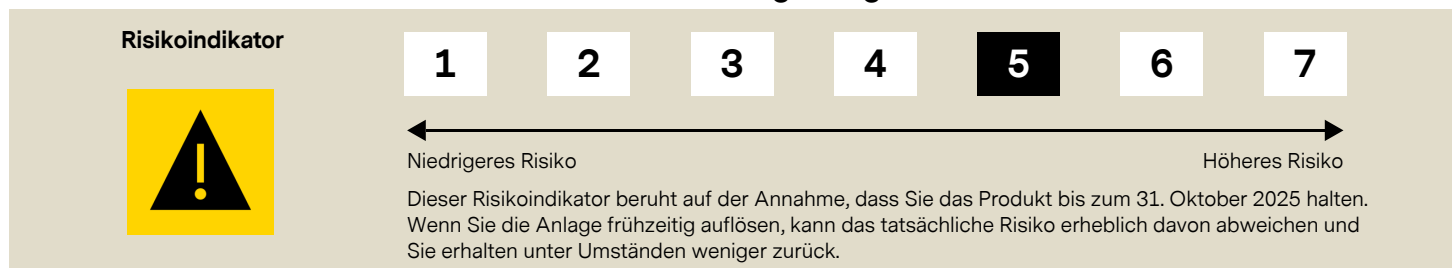 Risikoindikator
1 2 3 4 5 6 7
Niedrigeres Risiko Höheres Risiko
Dieser Risikoindikator beruht auf der Annahme, dass Sie das Produkt bis zum 31. Oktober 2025 halten.
Wenn Sie die Anlage frühzeitig auflösen, kann das tatsächliche Risiko erheblich davon abweichen und
Sie erhalten unter Umständen weniger zurück.